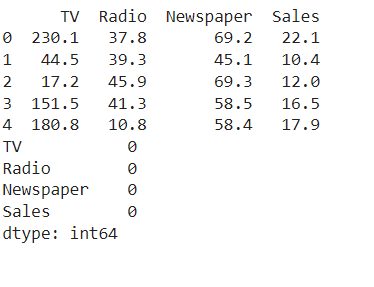 TV  Radio  Newspaper  Sales
0  230.1   37.8       69.2   22.1
1   44.5   39.3       45.1   10.4
2   17.2   45.9       69.3   12.0
3  151.5   41.3       58.5   16.5
4  180.8   10.8       58.4   17.9
TV           0
Radio        0
Newspaper    0
Sales        0
dtype: int64